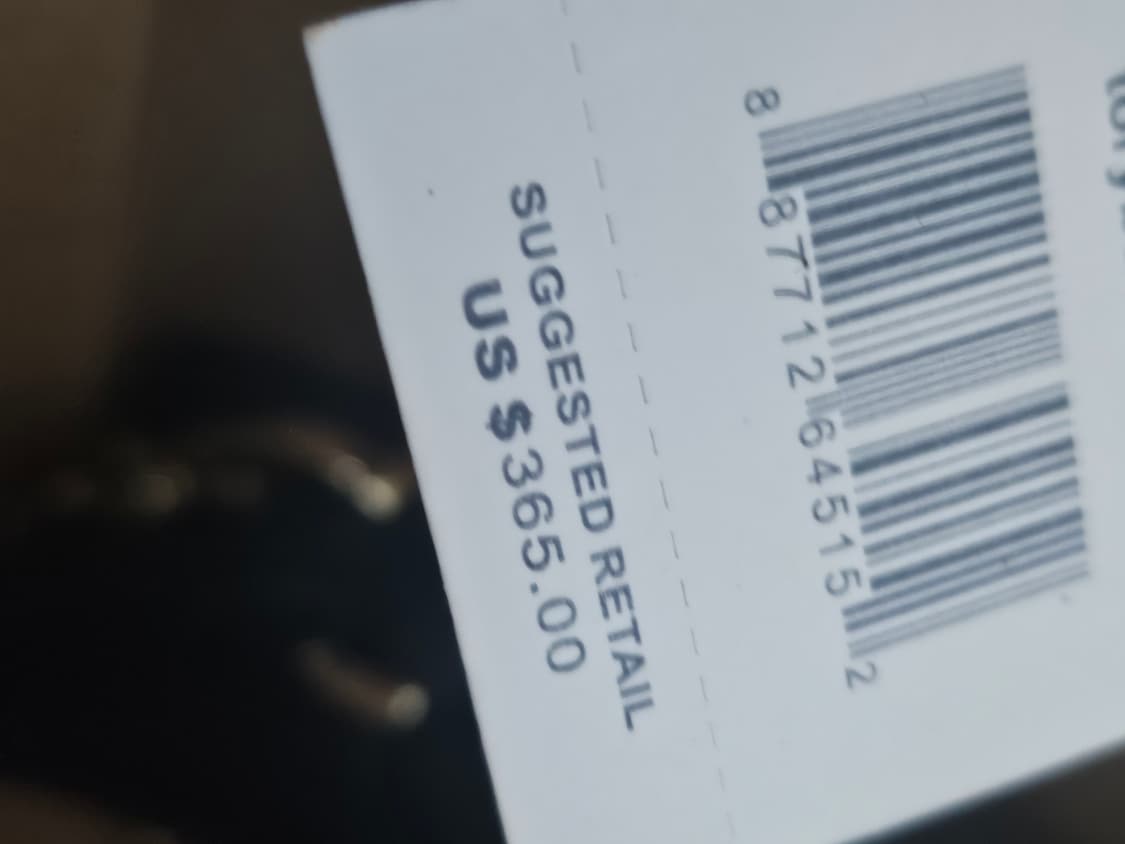 8 87712 64515 2
SUGGESTED RETAIL
US $365.00